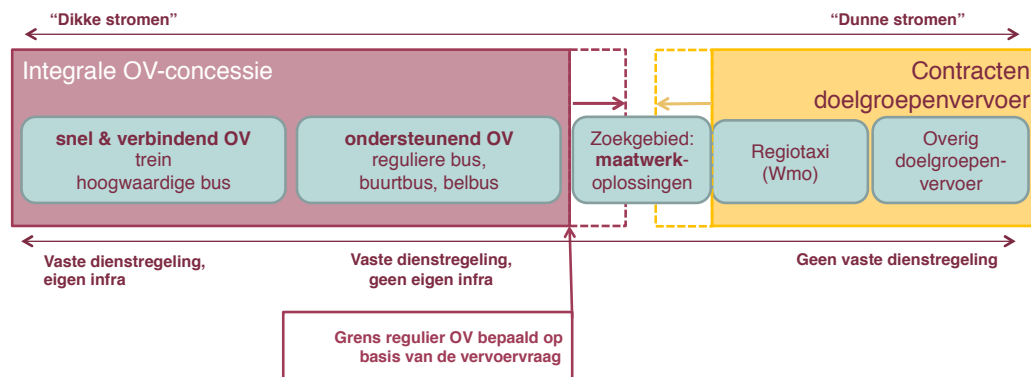 “Dikke stromen”
“Dunne stromen”
Integrale OV-concessie
Contracten
doelgroepenvervoer
snel & verbindend OV
trein
hoogwaardige bus
ondersteunend OV
reguliere bus,
buurtbus, belbus
Zoekgebied:
maatwerk-
oplossingen
Regiotaxi
(Wmo)
Overig
doelgroepen-
vervoer
Vaste dienstregeling,
eigen infra
Vaste dienstregeling,
geen eigen infra
Geen vaste dienstregeling
Grens regulier OV bepaald op
basis van de vervoervraag